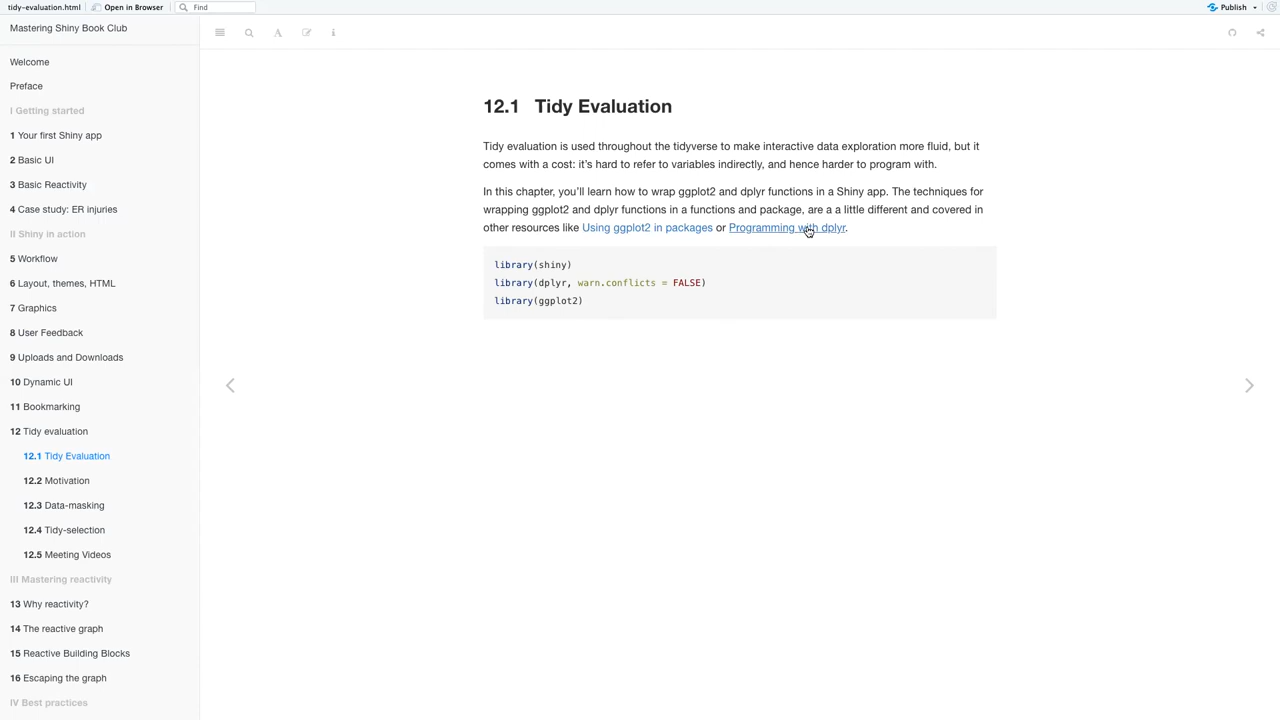 tidy-evaluation.html Open in Browser Find Publish
Mastering Shiny Book Club
Welcome
Preface
I Getting started
1 Your first Shiny app
2 Basic UI
3 Basic Reactivity
4 Case study: ER injuries
II Shiny in action
5 Workflow
6 Layout, themes, HTML
7 Graphics
8 User Feedback
9 Uploads and Downloads
10 Dynamic UI
11 Bookmarking
12 Tidy evaluation
12.1 Tidy Evaluation
12.2 Motivation
12.3 Data-masking
12.4 Tidy-selection
12.5 Meeting Videos
III Mastering reactivity
13 Why reactivity?
14 The reactive graph
15 Reactive Building Blocks
16 Escaping the graph
IV Best practices
12.1 Tidy Evaluation
Tidy evaluation is used throughout the tidyverse to make interactive data exploration more fluid, but it
comes with a cost: it’s hard to refer to variables indirectly, and hence harder to program with.
In this chapter, you’ll learn how to wrap ggplot2 and dplyr functions in a Shiny app. The techniques for
wrapping ggplot2 and dplyr functions in a functions and package, are a a little different and covered in
other resources like Using ggplot2 in packages or Programming with dplyr.
library(shiny)
library(dplyr, warn.conflicts = FALSE)
library(ggplot2)